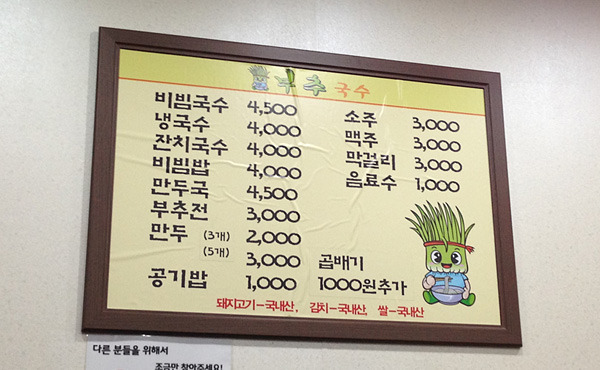 부추국수
비빔국수 4,500
냉국수 4,000
잔치국수 4,000
비빔밥 4,000
만두국 4,500
부추전 3,000
만두 (3개) 2,000
(5개) 3,000
공기밥 1,000
소주 3,000
맥주 3,000
막걸리 3,000
음료수 1,000
곱배기
1000원추가
돼지고기-국내산, 김치-국내산, 쌀-국내산
다른 분들을 위해서
조금만 참아주세요!